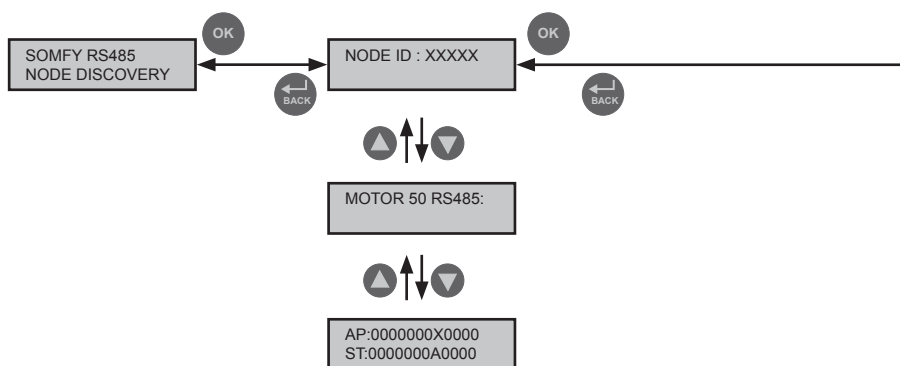 OK
OK
SOMFY RS485
NODE DISCOVERY
NODE ID : XXXXX
BACK
BACK
MOTOR 50 RS485:
AP:0000000X0000
ST:0000000A0000